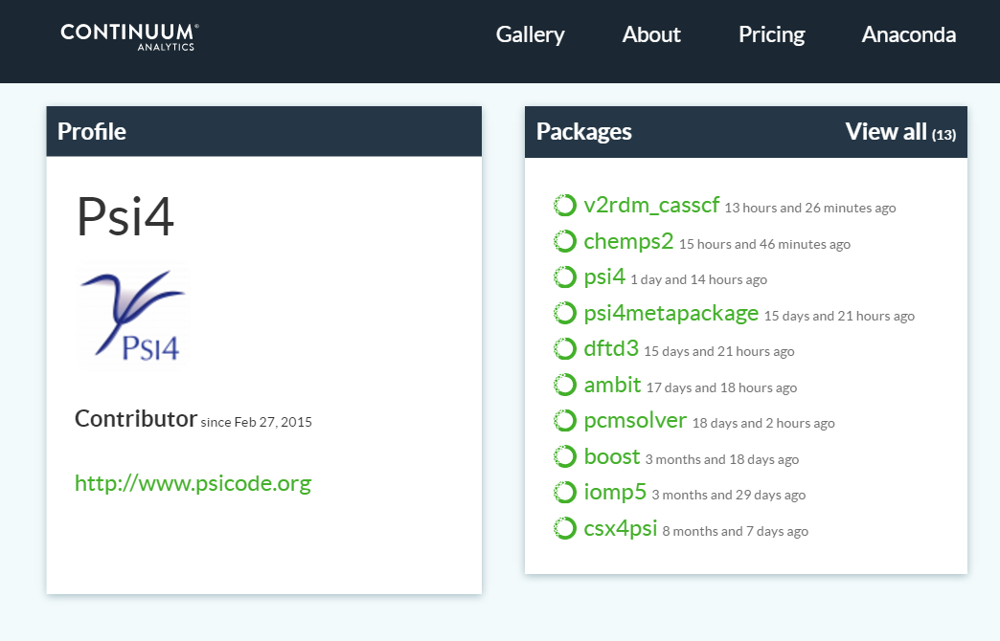 CONTINUUM®
ANALYTICS
Gallery About Pricing Anaconda
Profile
Psi4
PSI4
Contributor since Feb 27, 2015
http://www.psicode.org
Packages View all (13)
v2rdm_casscf 13 hours and 26 minutes ago
chemps2 15 hours and 46 minutes ago
psi4 1 day and 14 hours ago
psi4metapackage 15 days and 21 hours ago
dftd3 15 days and 21 hours ago
ambit 17 days and 18 hours ago
pcmsolver 18 days and 2 hours ago
boost 3 months and 18 days ago
iomp5 3 months and 29 days ago
csx4psi 8 months and 7 days ago